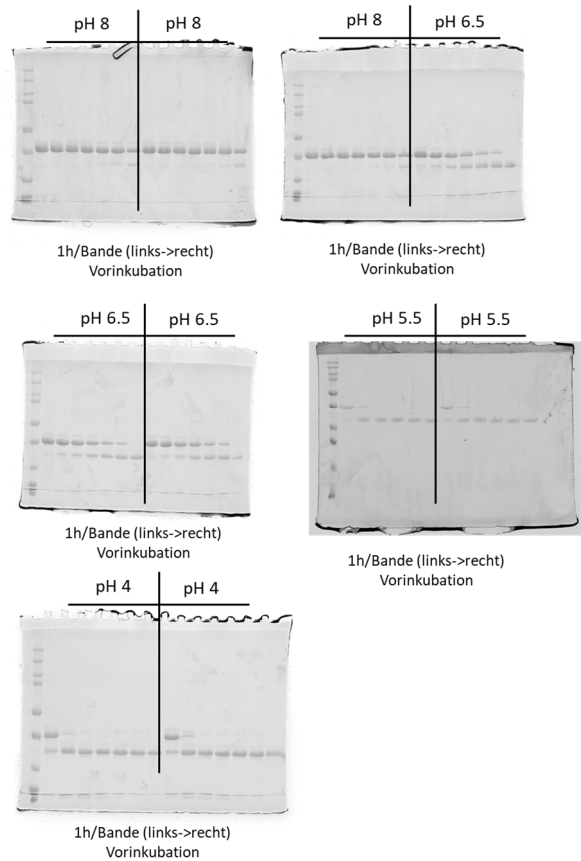 pH 8 pH 8
1h/Bande (links->recht)
Vorinkubation
pH 8 pH 6.5
1h/Bande (links->recht)
Vorinkubation
pH 6.5 pH 6.5
1h/Bande (links->recht)
Vorinkubation
pH 5.5 pH 5.5
1h/Bande (links->recht)
Vorinkubation
pH 4 pH 4
1h/Bande (links->recht)
Vorinkubation